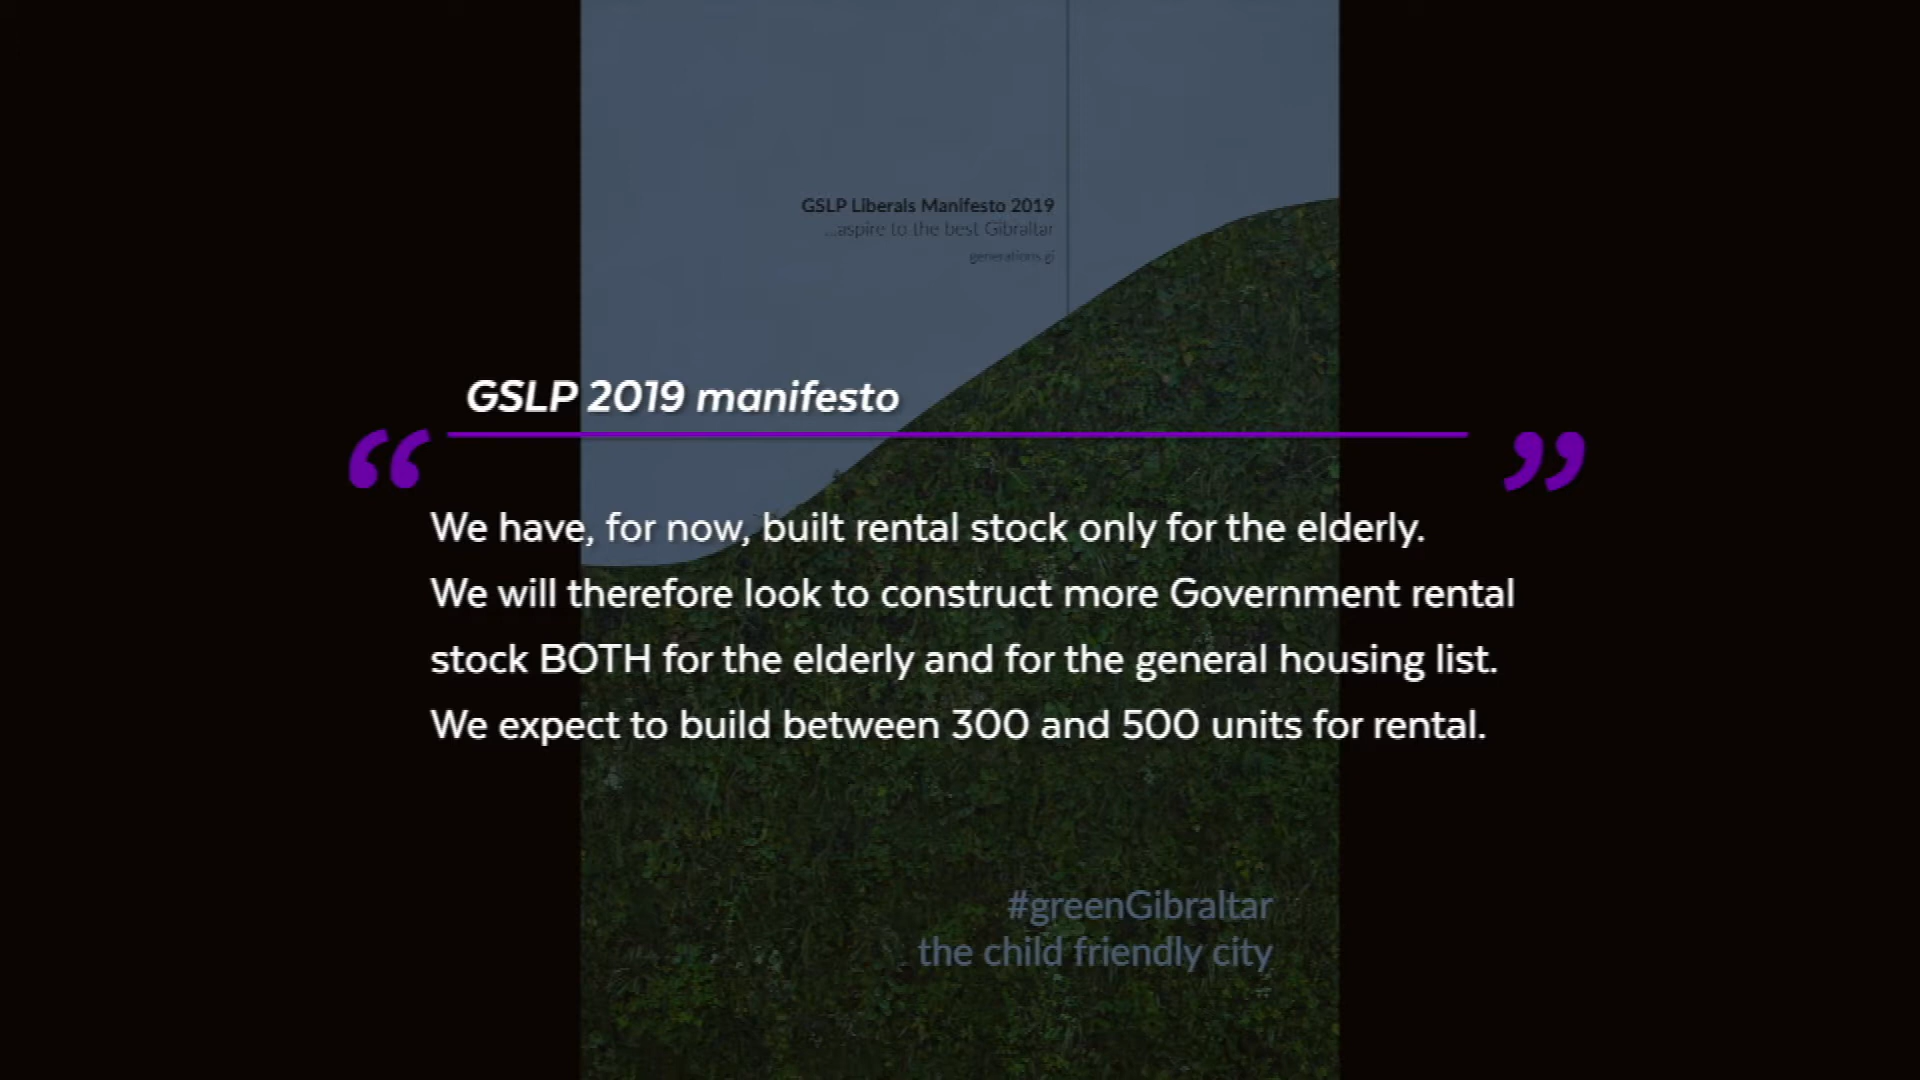 GSLP Liberals Manifesto 2019
...aspire to the best Gibraltar
generations.gi
GSLP 2019 manifesto
“ ”
We have, for now, built rental stock only for the elderly.
We will therefore look to construct more Government rental
stock BOTH for the elderly and for the general housing list.
We expect to build between 300 and 500 units for rental.
#greenGibraltar
the child friendly city